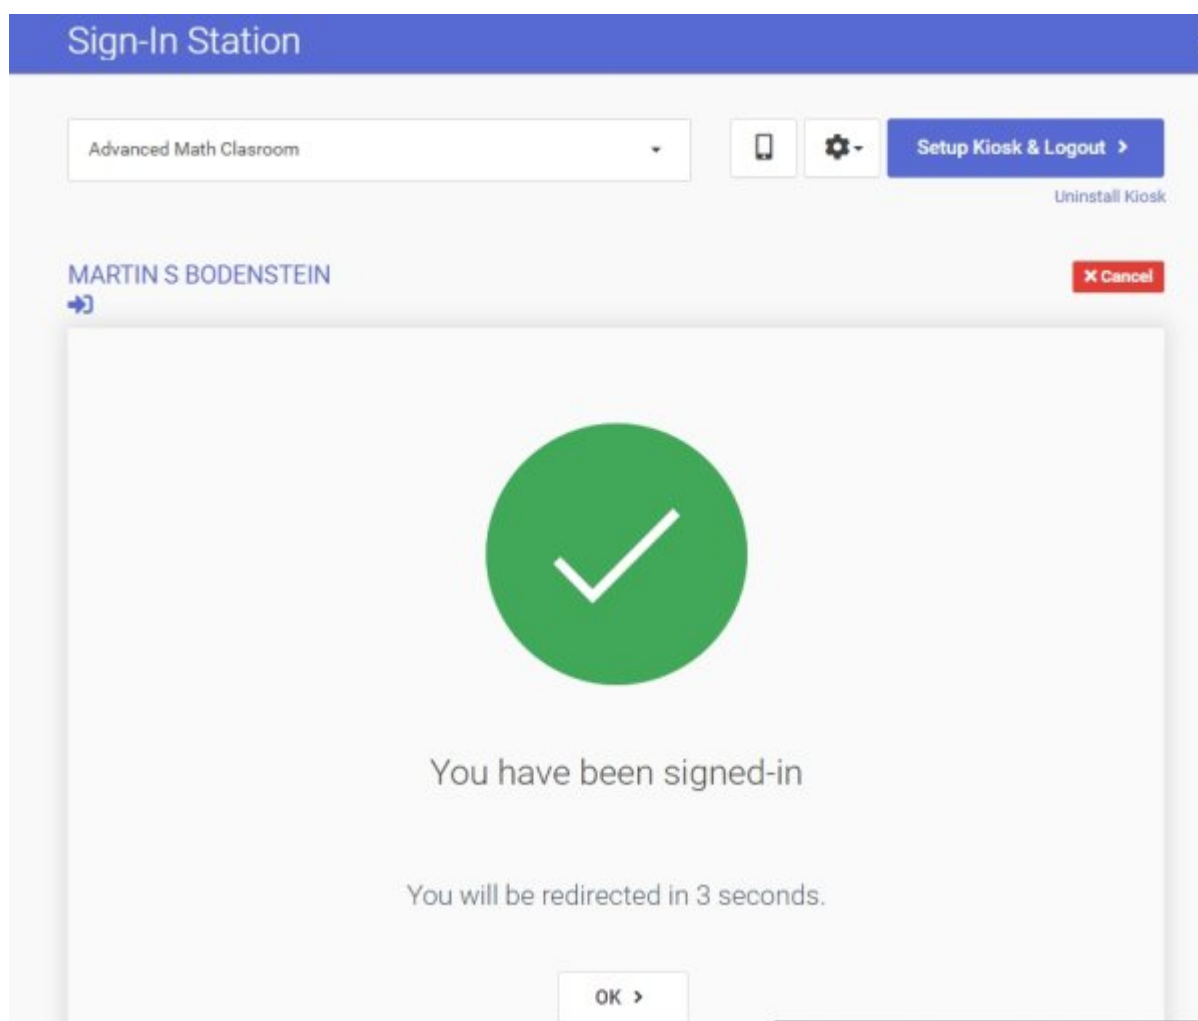 Sign-In Station
Advanced Math Clasroom
Setup Kiosk & Logout
Uninstall Kiosk
MARTIN S BODENSTEIN
Cancel
You have been signed-in
You will be redirected in 3 seconds.
OK